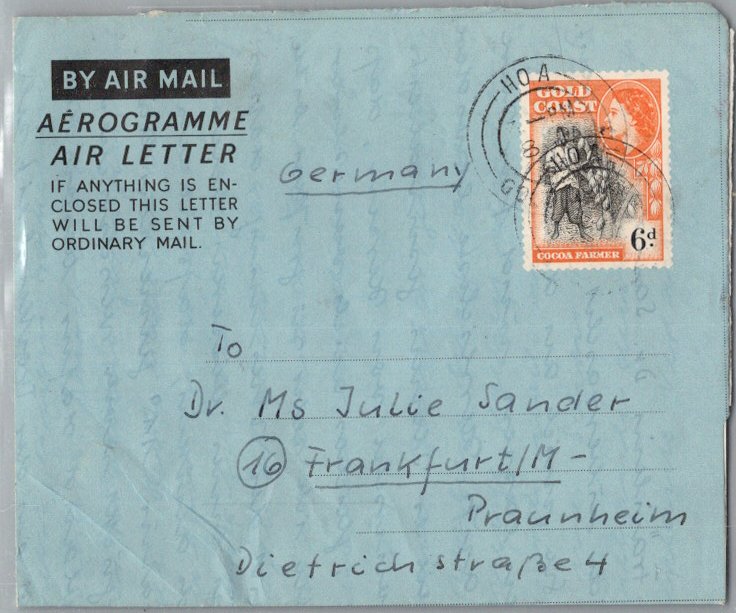 BY AIR MAIL
AÉROGRAMME
AIR LETTER
IF ANYTHING IS EN-
CLOSED THIS LETTER
WILL BE SENT BY
ORDINARY MAIL.
Germany
HO.A
GOLD
COAST
6d.
COCOA FARMER
To
Dr. Ms Julie Sander
16 Frankfurt/M-
Praunheim
Dietrichstraße 4